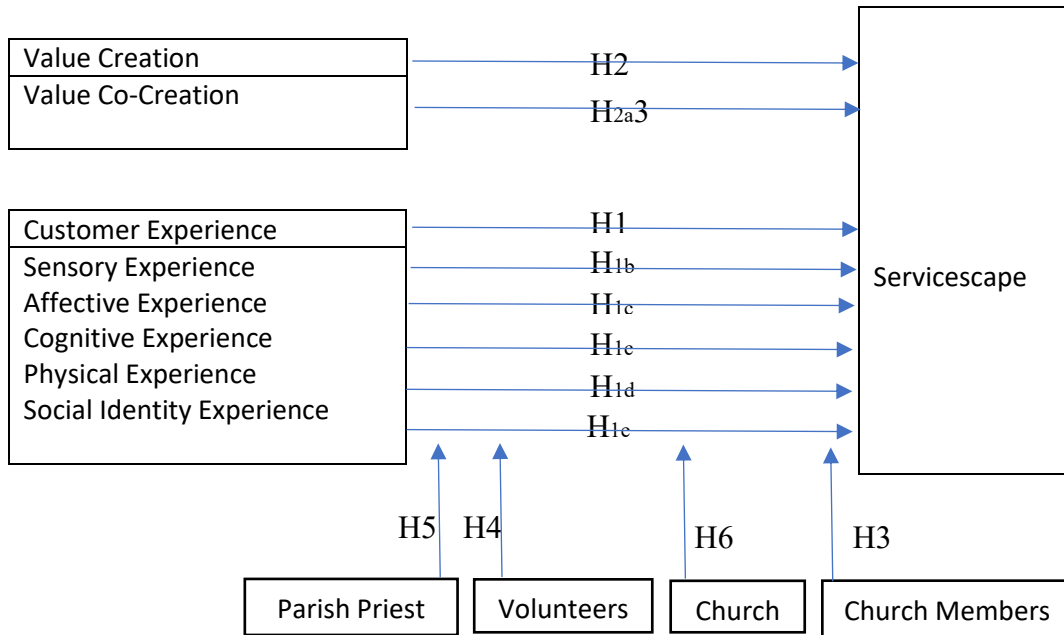 Value Creation
H2
Value Co-Creation
H2a3
Customer Experience
H1
Sensory Experience
H1b
Servicescape
Affective Experience
H1c
Cognitive Experience
H1c
Physical Experience
H1d
Social Identity Experience
H1e
H5
H4
H6
H3
Parish Priest
Volunteers
Church
Church Members